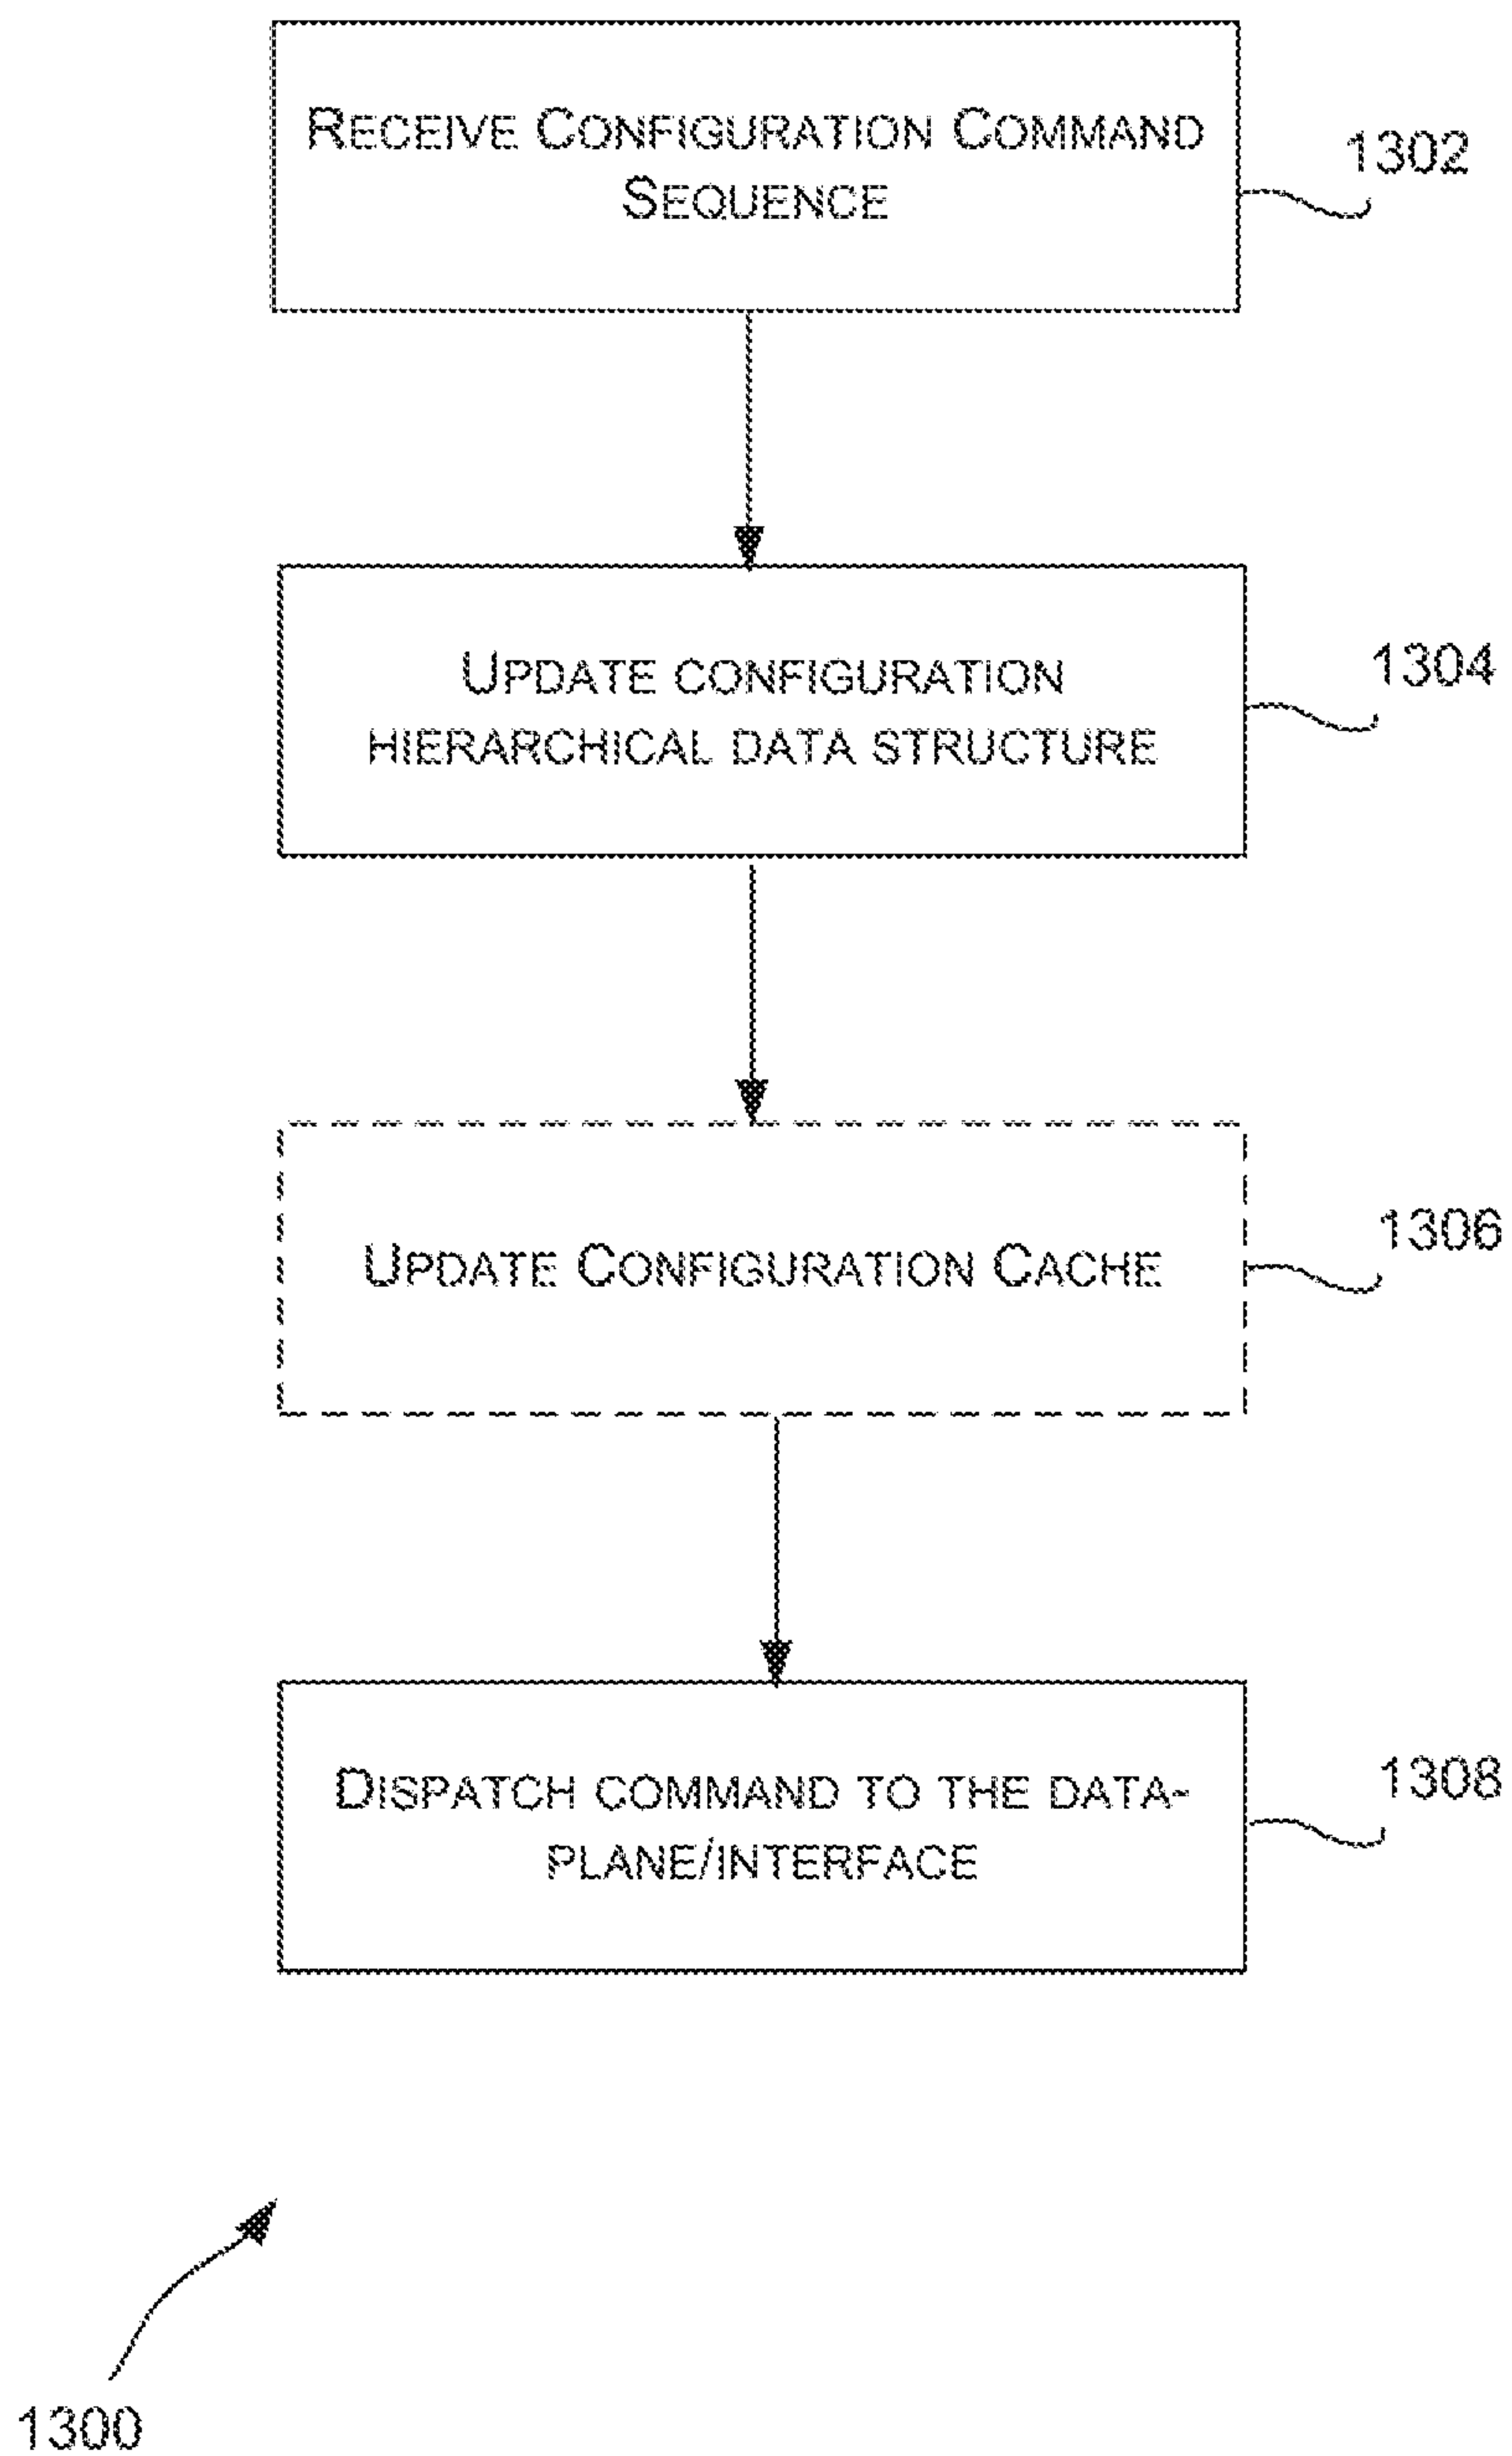 RECEIVE CONFIGURATION COMMAND
SEQUENCE
1302
UPDATE CONFIGURATION
HIERARCHICAL DATA STRUCTURE
1304
UPDATE CONFIGURATION CACHE
1306
DISPATCH COMMAND TO THE DATA-
PLANE/INTERFACE
1308
1300